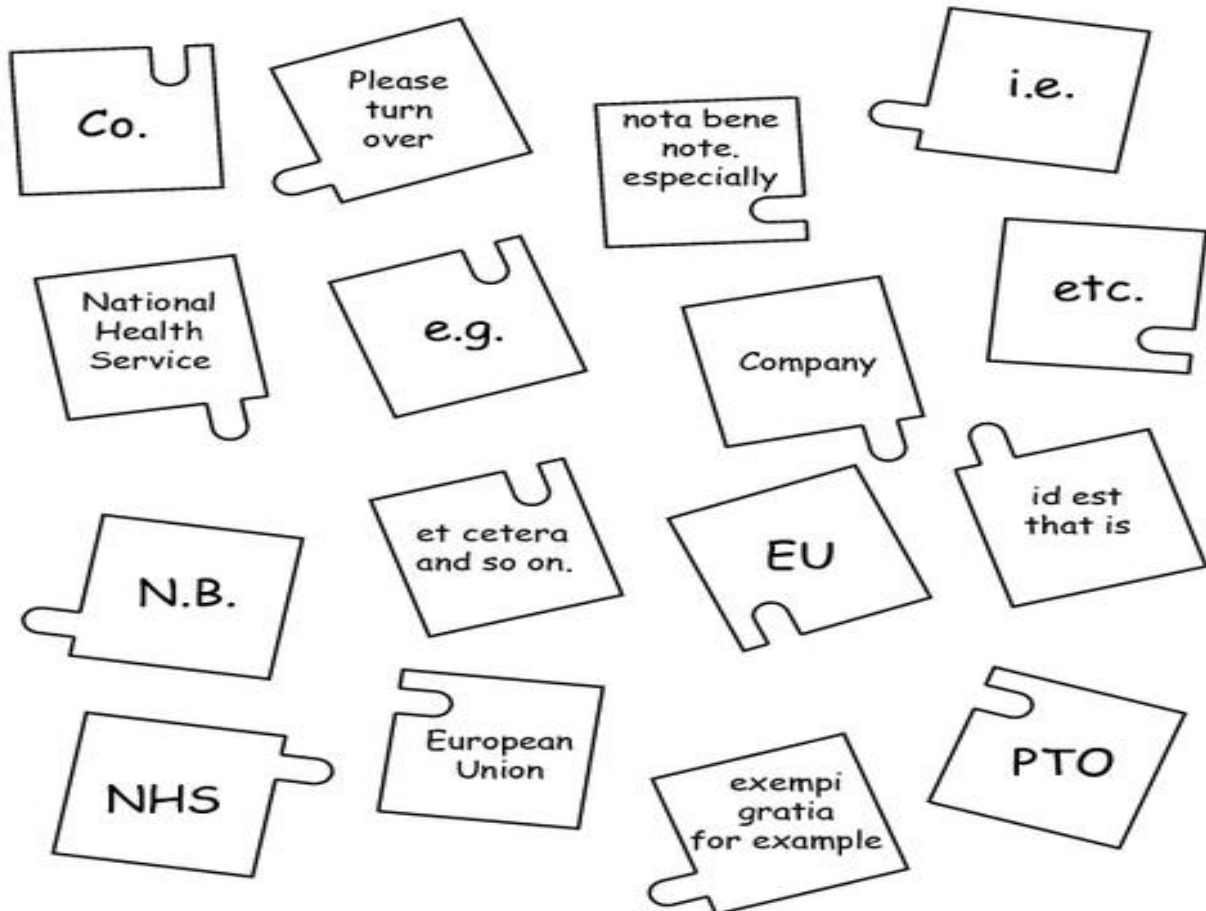 Co.
Please
turn
over
nota bene
note.
especially
i.e.
National
Health
Service
e.g.
Company
etc.
N.B.
et cetera
and so on.
EU
id est
that is
NHS
European
Union
exempi
gratia
for example
PTO